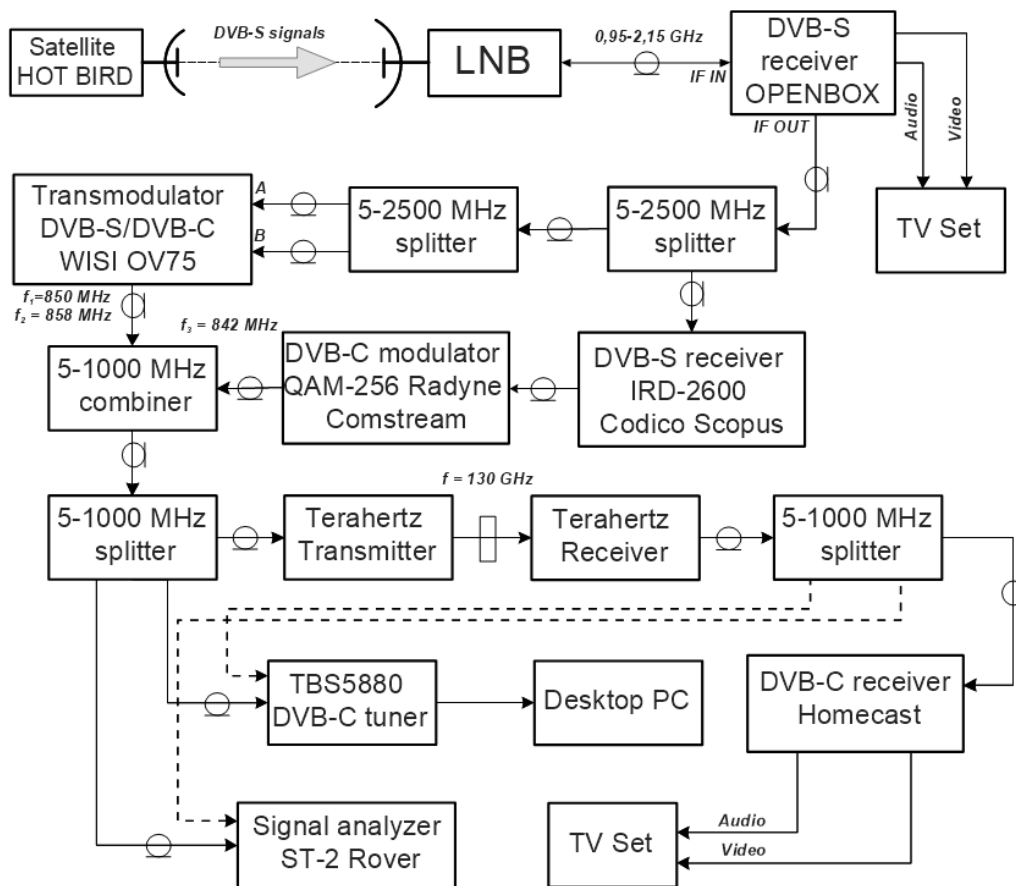 Satellite
HOT BIRD
DVB-S signals
LNB
0,95-2,15 GHz
IF IN
DVB-S
receiver
OPENBOX
IF OUT
Audio
Video
TV Set
Transmodulator
DVB-S/DVB-C
WISI OV75
A
B
5-2500 MHz
splitter
5-2500 MHz
splitter
f₁=850 MHz
f₂ = 858 MHz
f₃ = 842 MHz
5-1000 MHz
combiner
DVB-C modulator
QAM-256 Radyne
Comstream
DVB-S receiver
IRD-2600
Codico Scopus
5-1000 MHz
splitter
Terahertz
Transmitter
f = 130 GHz
Terahertz
Receiver
5-1000 MHz
splitter
TBS5880
DVB-C tuner
Desktop PC
DVB-C receiver
Homecast
Signal analyzer
ST-2 Rover
TV Set
Audio
Video